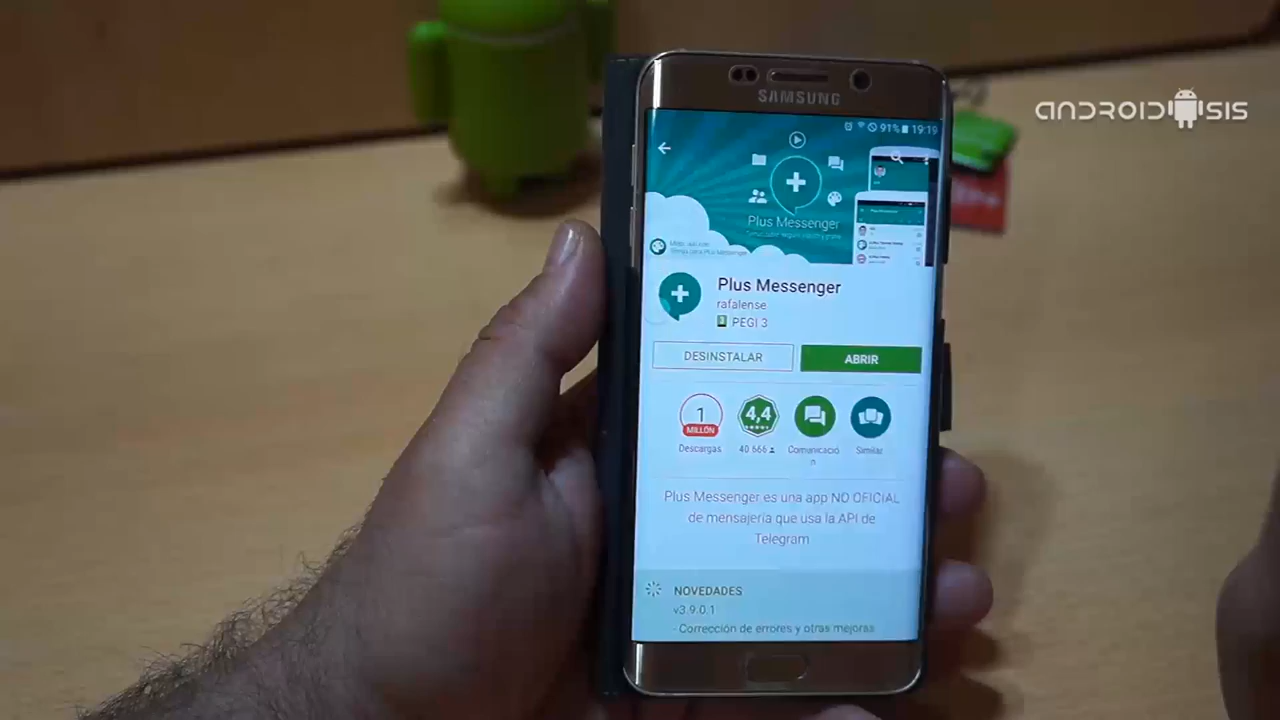 ANDROIDSIS
SAMSUNG
91% 19:19
Plus Messenger
Plus Messenger
rafalense
3 PEGI 3
DESINSTALAR
ABRIR
1
MILLÓN
Descargas
4,4
40 666
Comunicació
n
Similar
Plus Messenger es una app NO OFICIAL
de mensajería que usa la API de
Telegram
NOVEDADES
v3.9.0.1
- Corrección de errores y otras mejoras